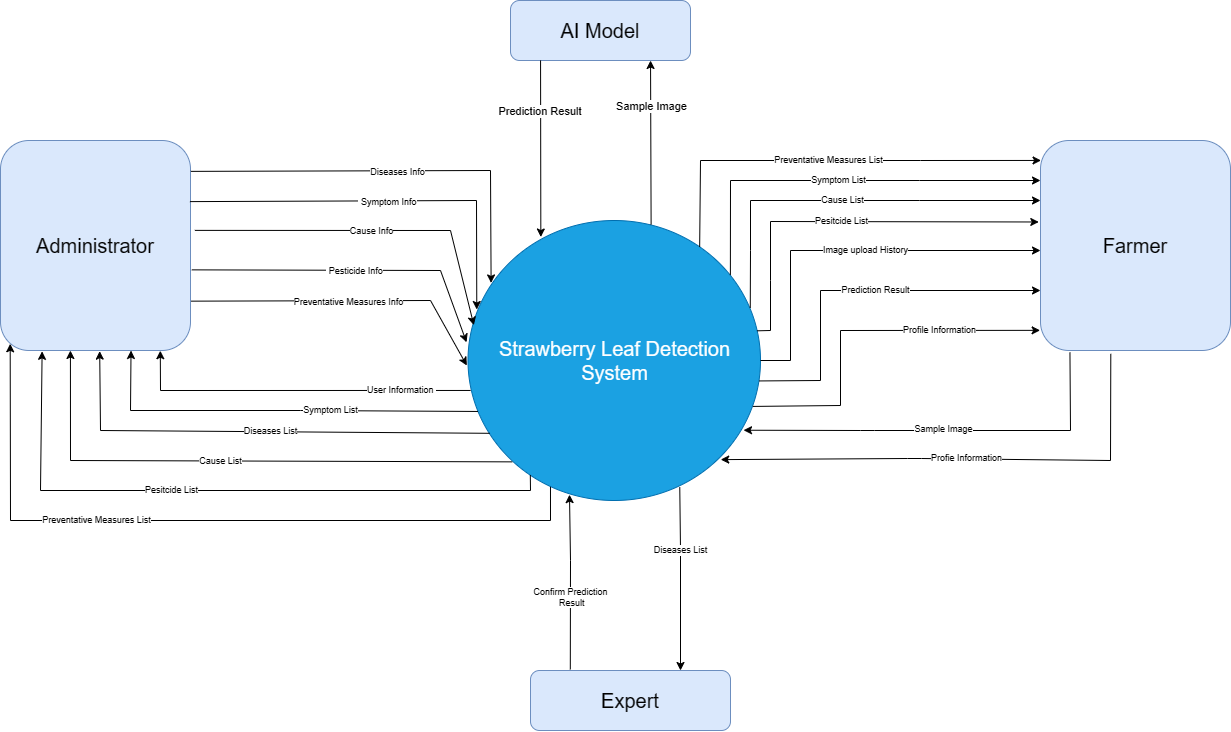 AI Model
Prediction Result
Sample Image
Administrator
Diseases Info
Symptom Info
Cause Info
Pesticide Info
Preventative Measures Info
User Information
Symptom List
Diseases List
Cause List
Pesitcide List
Preventative Measures List
Strawberry Leaf Detection
System
Preventative Measures List
Symptom List
Cause List
Pesitcide List
Image upload History
Prediction Result
Profile Information
Farmer
Sample Image
Profie Information
Confirm Prediction
Result
Diseases List
Expert